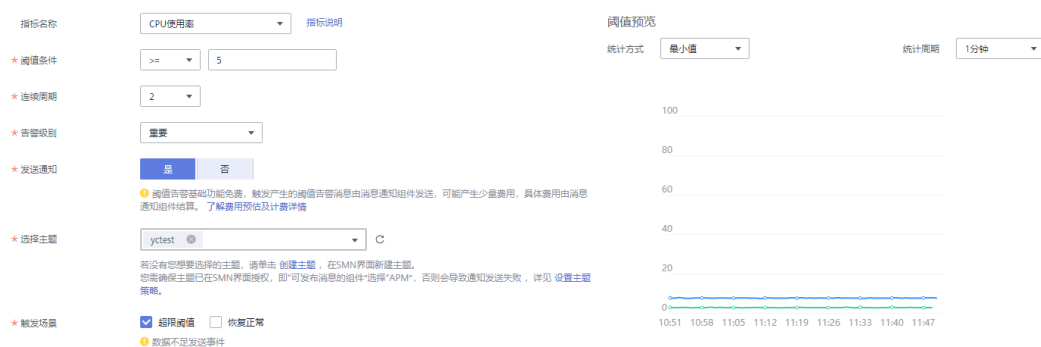 指标名称
CPU使用率
指标说明
* 阈值条件
>=
5
* 连续周期
2
* 告警级别
重要
* 发送通知
是
否
阈值告警基础功能免费，触发产生的阈值告警消息由消息通知组件发送，可能产生少量费用，具体费用由消息
通知组件结算。 了解费用预估及计费详情
* 选择主题
yctest
若没有您想要选择的主题，请单击 创建主题 ，在SMN界面新建主题。
您需确保主题已在SMN界面授权，即"可发布消息的组件"选择"APM"，否则会导致通知发送失败 ，详见 设置主题
策略。
* 触发场景
超限阈值
恢复正常
数据不足发送事件
阈值预览
统计方式
最小值
统计周期
1分钟
100
80
60
40
20
0
10:51 10:58 11:05 11:12 11:19 11:26 11:33 11:40 11:47